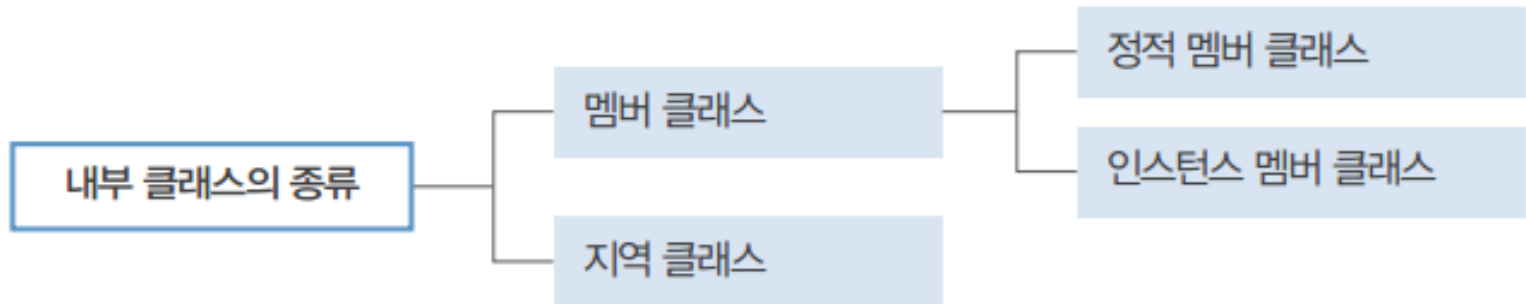 내부 클래스의 종류
멤버 클래스
지역 클래스
정적 멤버 클래스
인스턴스 멤버 클래스